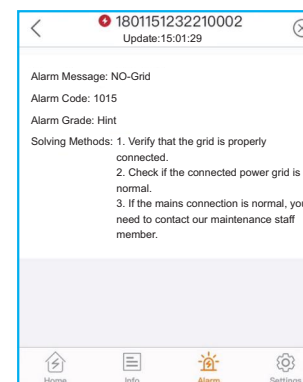 1801151232210002
Update:15:01:29
Alarm Message: NO-Grid
Alarm Code: 1015
Alarm Grade: Hint
Solving Methods: 1. Verify that the grid is properly
connected.
2. Check if the connected power grid is
normal.
3. If the mains connection is normal, you
need to contact our maintenance staff
member.
Home Info Alarm Settings